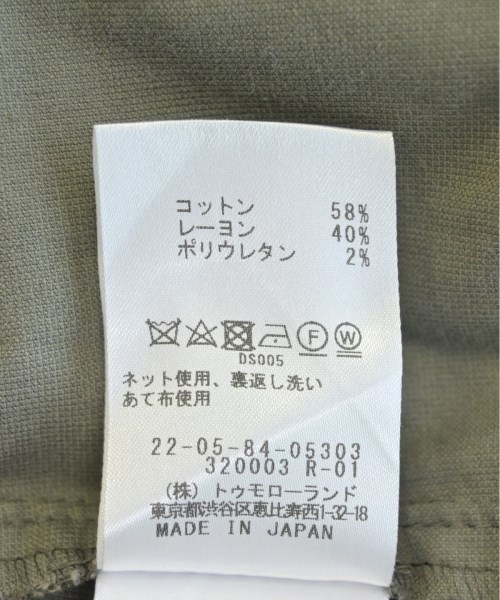 コットン 58%
レーヨン 40%
ポリウレタン 2%
F W
DS005
ネット使用、裏返し洗い
あて布使用
22-05-84-05303
320003 R-01
(株) トゥモローランド
東京都渋谷区恵比寿西1-32-18
MADE IN JAPAN